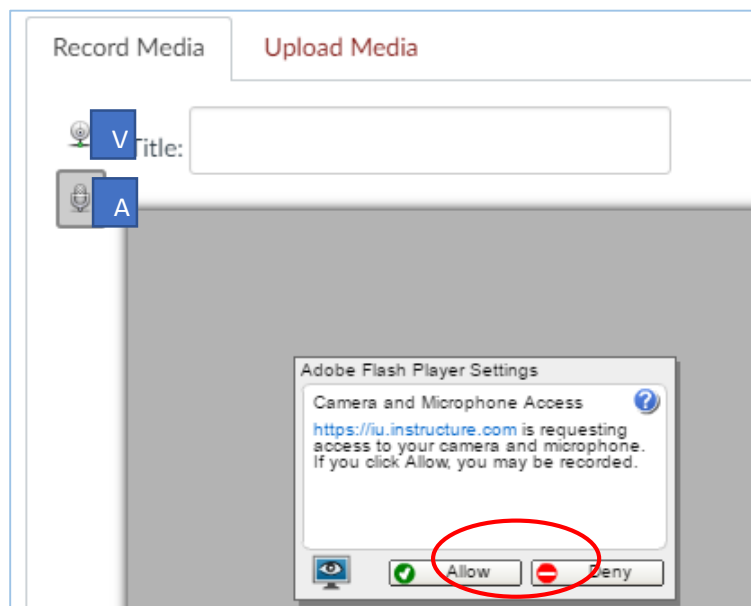 Record Media Upload Media
V
Title:
A
Adobe Flash Player Settings
Camera and Microphone Access ?
https://iu.instructure.com is requesting
access to your camera and microphone.
If you click Allow, you may be recorded.
Allow Deny